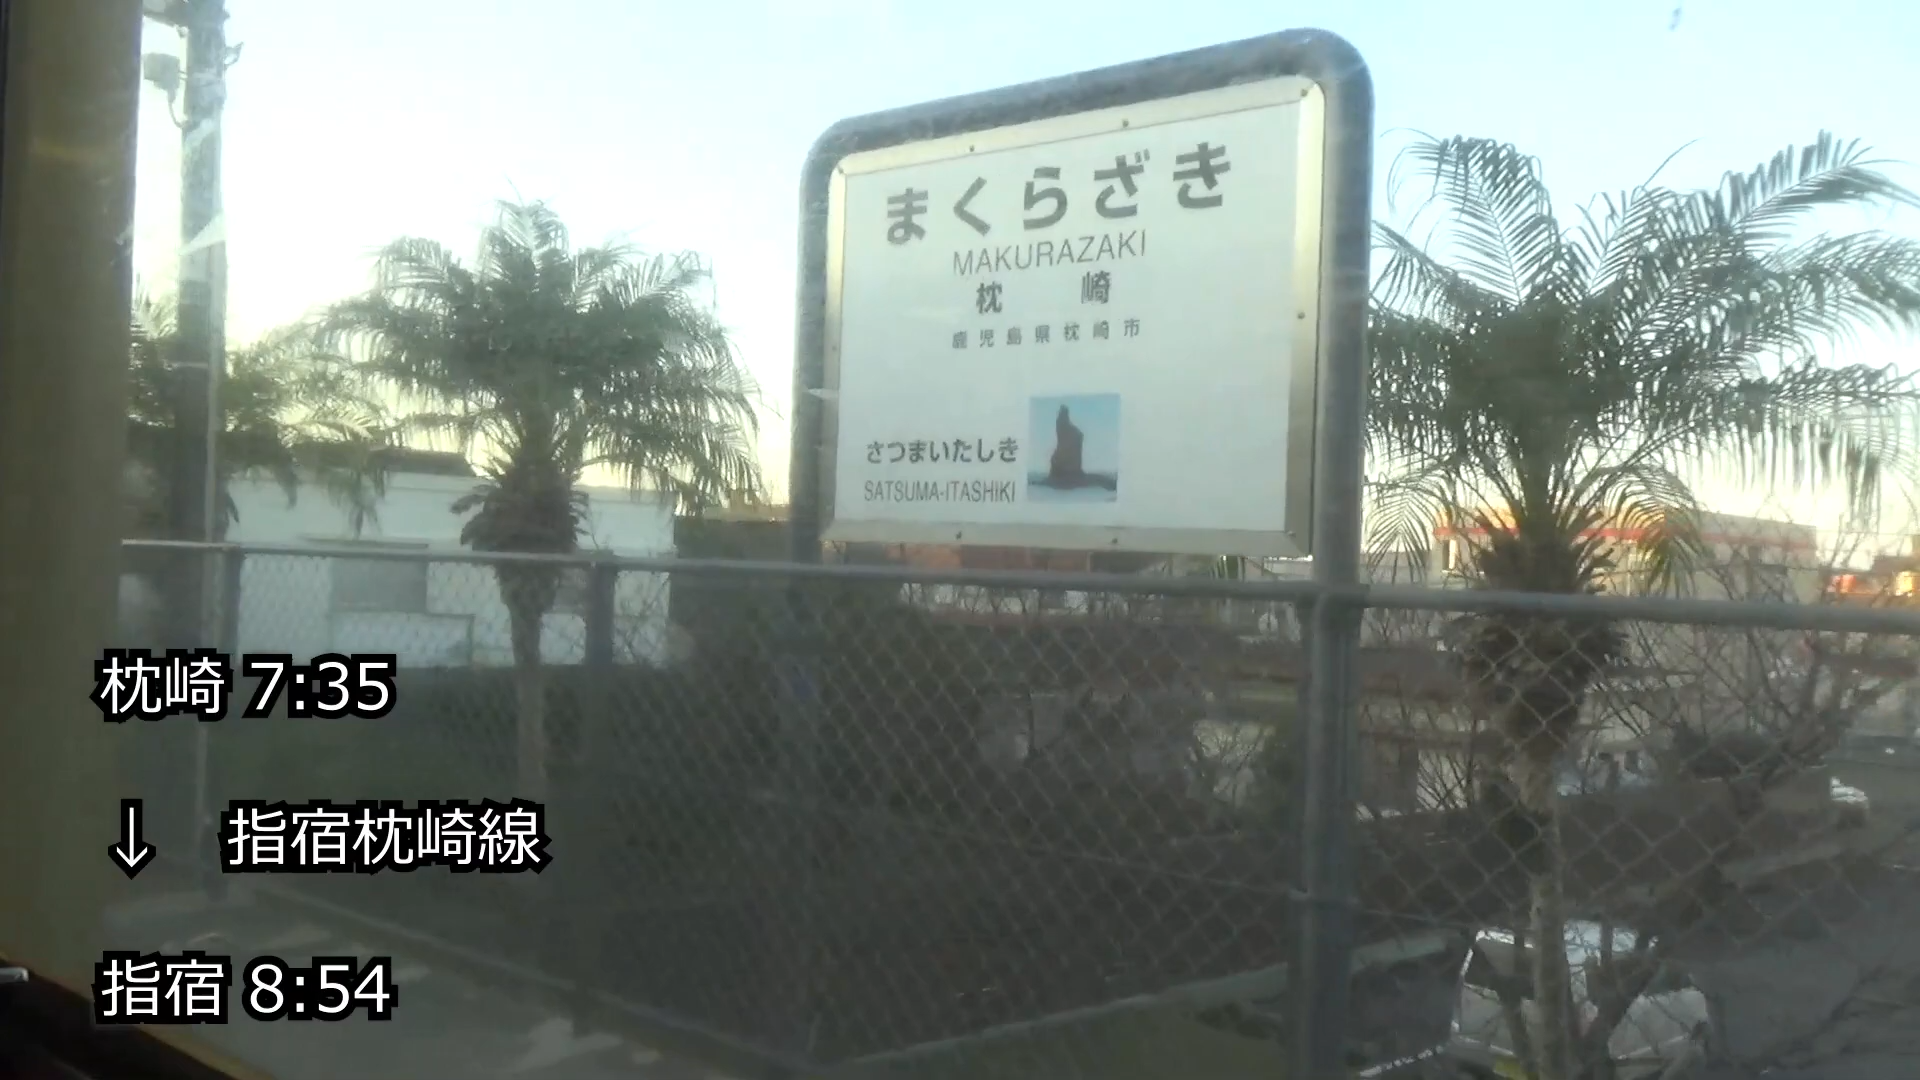 まくらざき
MAKURAZAKI
枕崎
鹿児島県枕崎市
さつまいたしき
SATSUMA-ITASHIKI
枕崎 7:35
↓ 指宿枕崎線
指宿 8:54